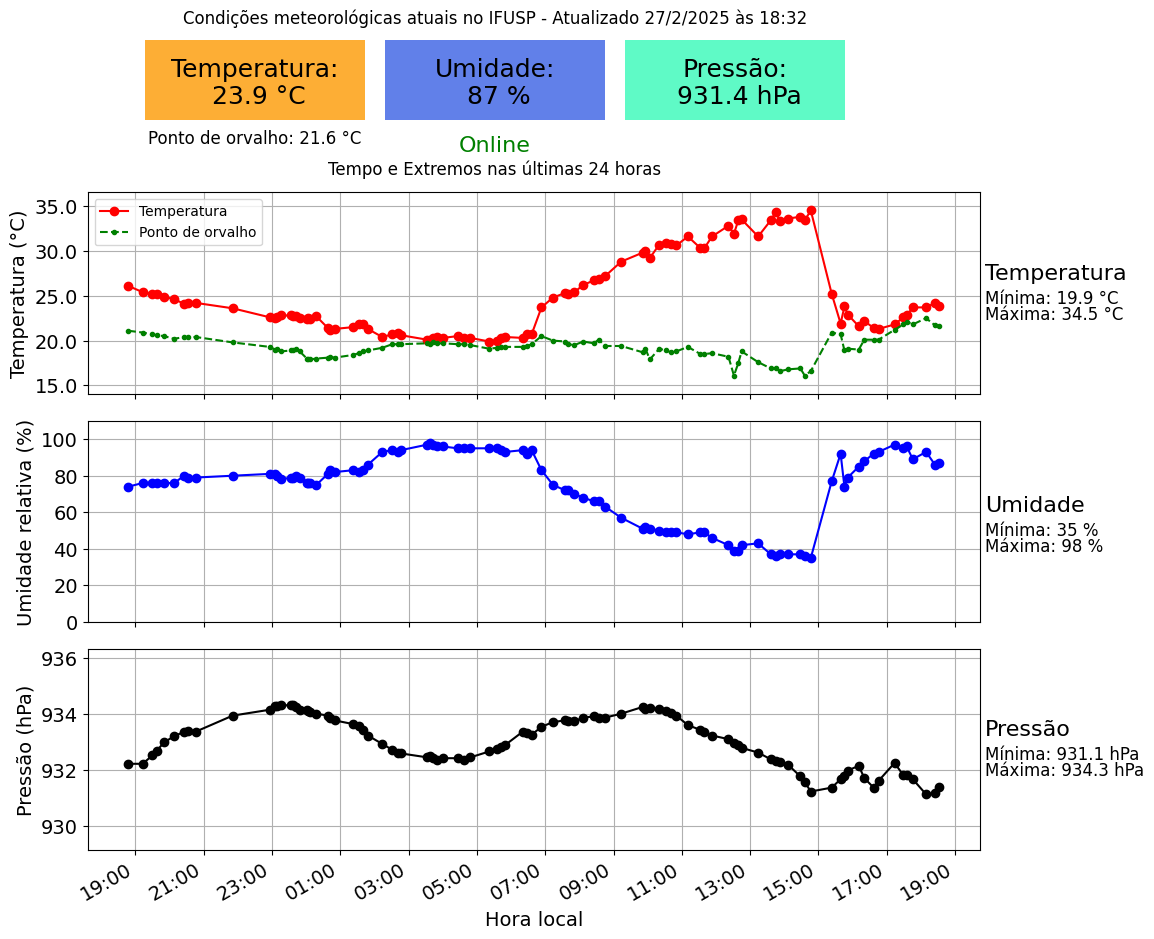 Condições meteorológicas atuais no IFUSP - Atualizado 27/2/2025 às 18:32
Temperatura:
23.9 °C
Umidade:
87 %
Pressão:
931.4 hPa
Ponto de orvalho: 21.6 °C
Online
Tempo e Extremos nas últimas 24 horas
Temperatura (°C)
35.0
30.0
25.0
20.0
15.0
Temperatura
Ponto de orvalho
Temperatura
Mínima: 19.9 °C
Máxima: 34.5 °C
Umidade relativa (%)
100
80
60
40
20
0
Umidade
Mínima: 35 %
Máxima: 98 %
Pressão (hPa)
936
934
932
930
Pressão
Mínima: 931.1 hPa
Máxima: 934.3 hPa
19:00 21:00 23:00 01:00 03:00 05:00 07:00 09:00 11:00 13:00 15:00 17:00 19:00
Hora local